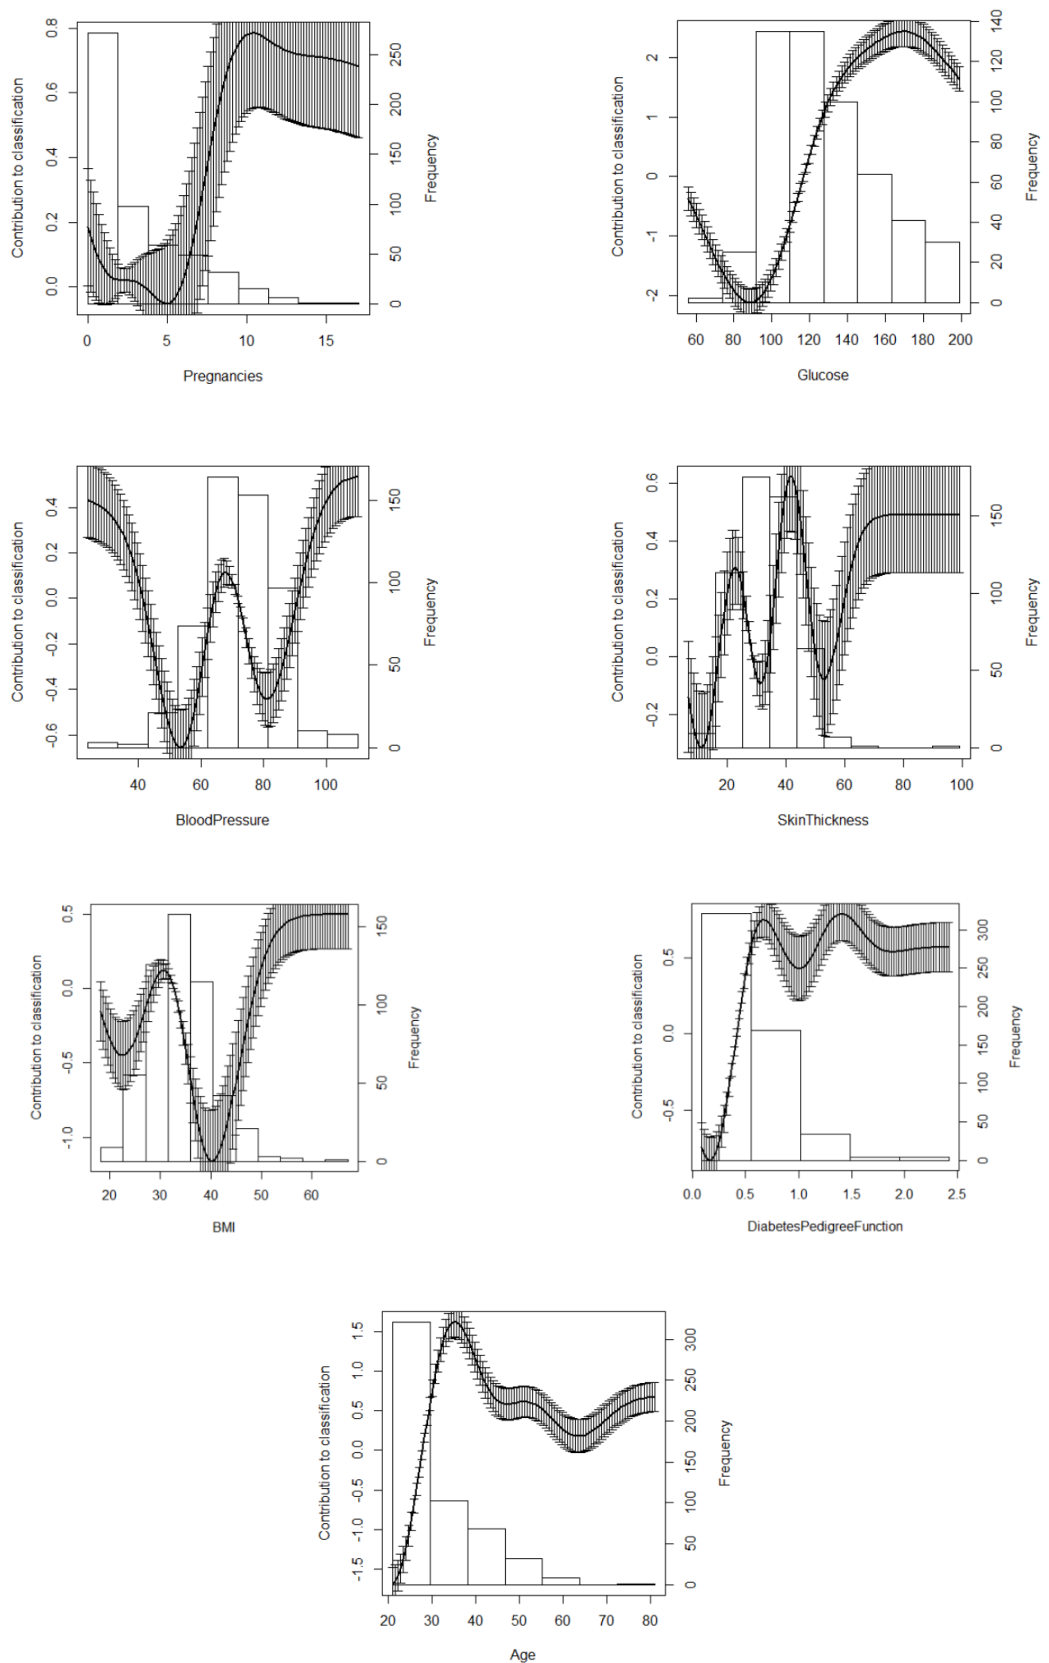 Contribution to classification
0.0 0.2 0.4 0.6 0.8
0 50 100 150 200 250
Frequency
0 5 10 15
Pregnancies
Contribution to classification
-2 -1 0 1 2
0 20 40 60 80 100 120 140
Frequency
60 80 100 120 140 160 180 200
Glucose
Contribution to classification
-0.6 -0.4 -0.2 0.0 0.2 0.4
0 50 100 150
Frequency
40 60 80 100
BloodPressure
Contribution to classification
-0.2 0.0 0.2 0.4 0.6
0 50 100 150
Frequency
20 40 60 80 100
SkinThickness
Contribution to classification
-1.0 -0.5 0.0 0.5
0 50 100 150
Frequency
20 30 40 50 60
BMI
Contribution to classification
-0.5 0.0 0.5
0 50 100 150 200 250 300
Frequency
0.0 0.5 1.0 1.5 2.0 2.5
DiabetesPedigreeFunction
Contribution to classification
-1.5 -1.0 -0.5 0.0 0.5 1.0 1.5
0 50 100 150 200 250 300
Frequency
20 30 40 50 60 70 80
Age